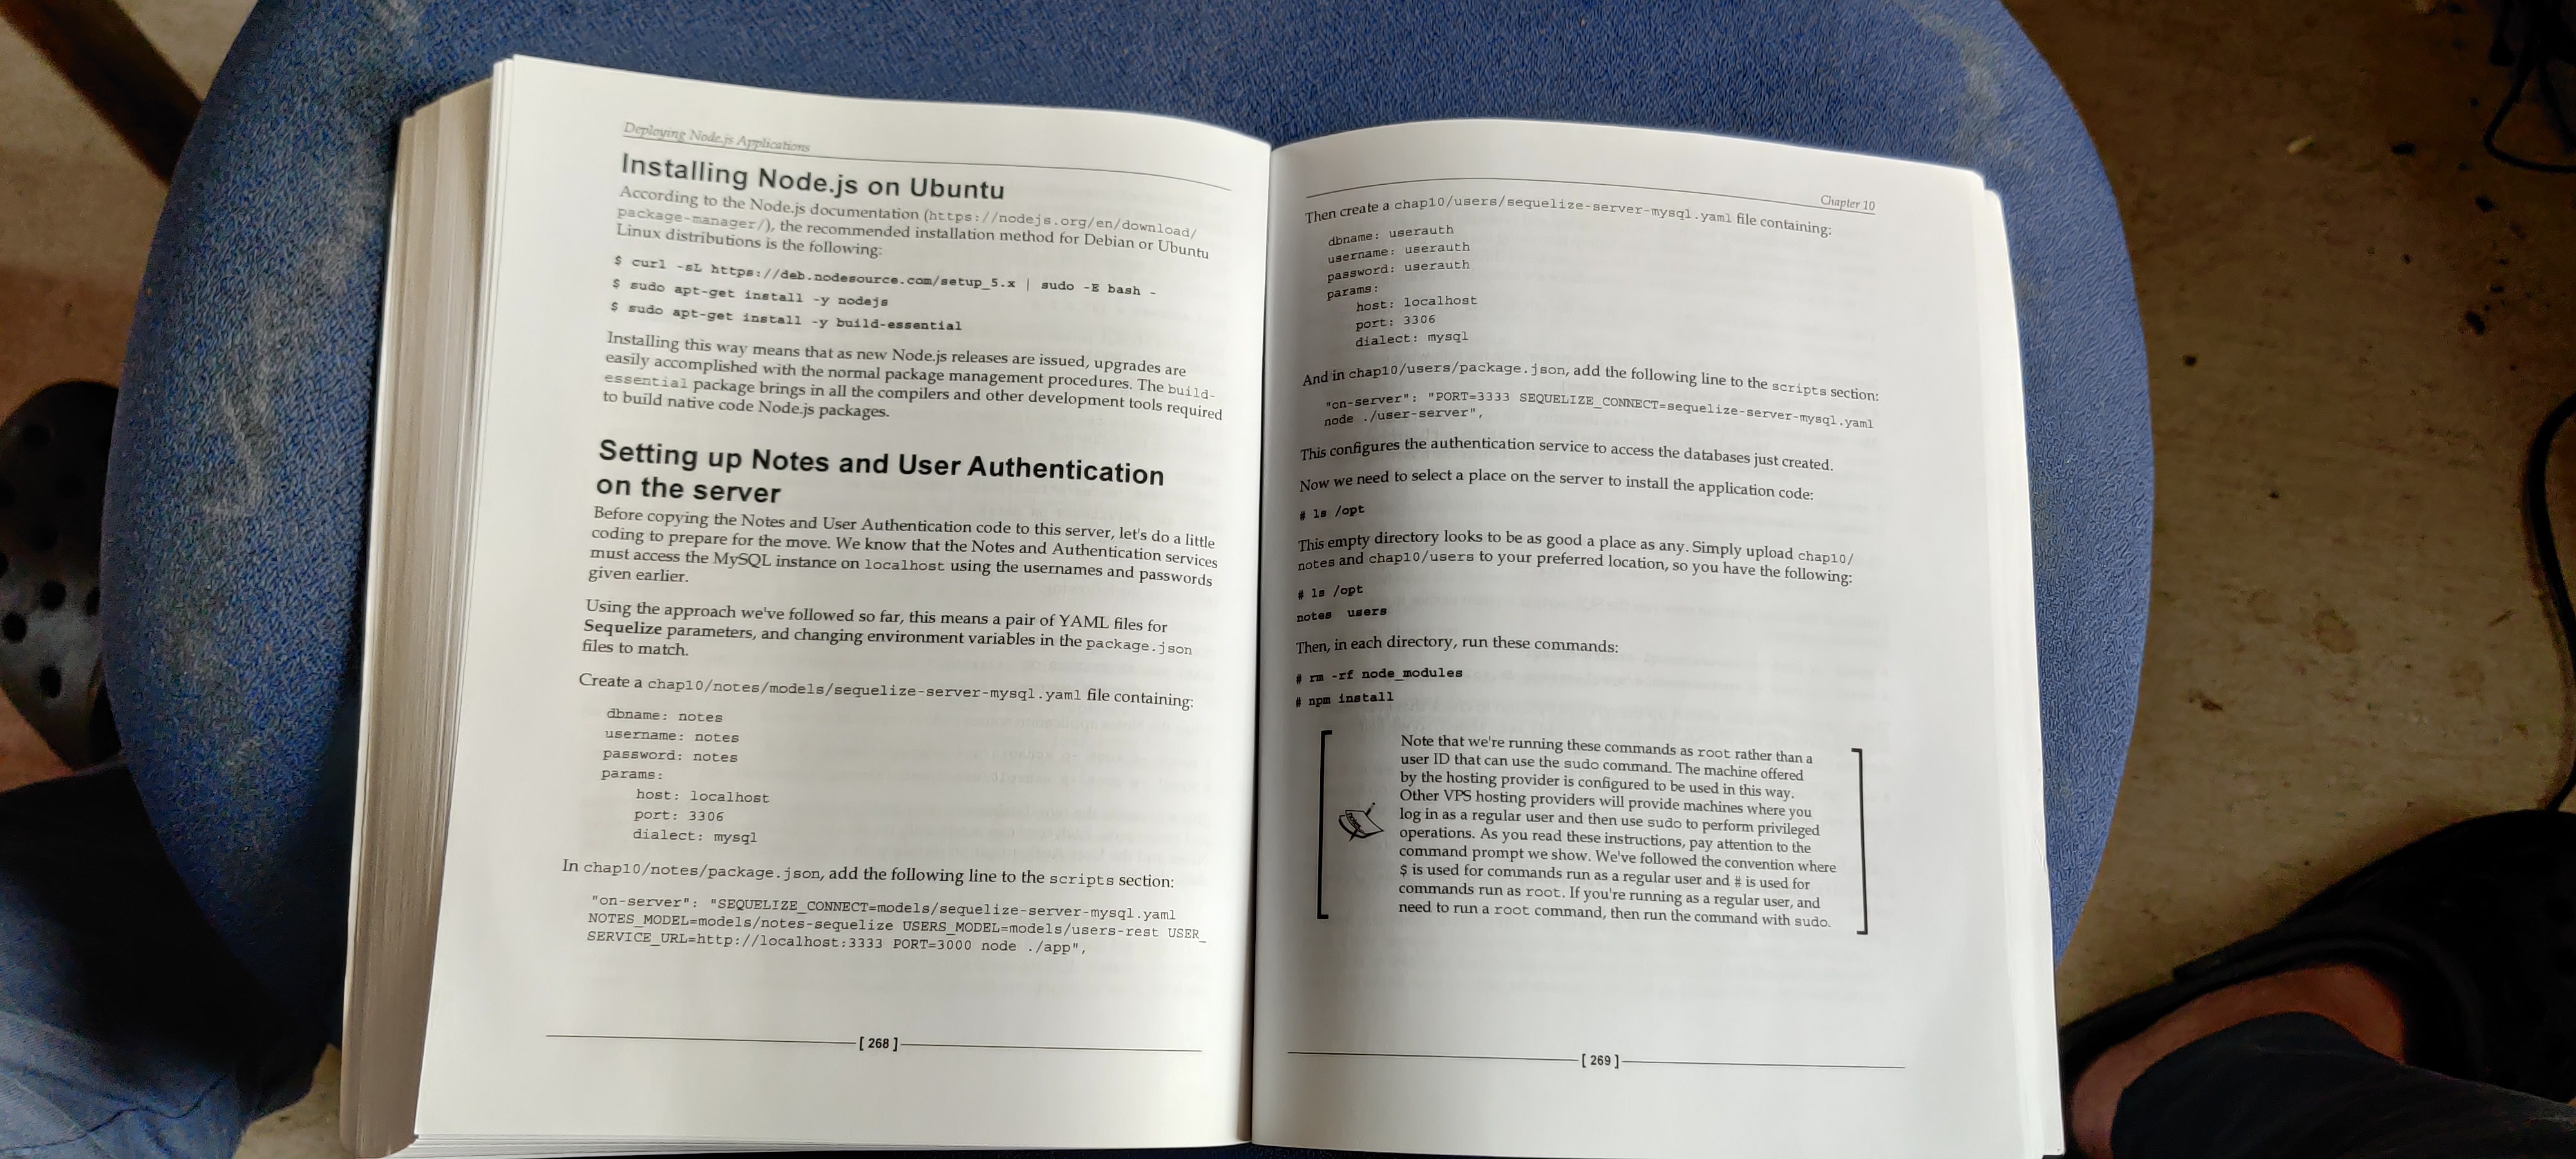 Deploying Node.js Applications
Installing Node.js on Ubuntu
According to the Node.js documentation (https://nodejs.org/en/download/
package-manager/), the recommended installation method for Debian or Ubuntu
Linux distributions is the following:
$ curl -sL https://deb.nodesource.com/setup_5.x | sudo -E bash -
$ sudo apt-get install -y nodejs
$ sudo apt-get install -y build-essential
Installing this way means that as new Node.js releases are issued, upgrades are
easily accomplished with the normal package management procedures. The build-
essential package brings in all the compilers and other development tools required
to build native code Node.js packages.
Setting up Notes and User Authentication
on the server
Before copying the Notes and User Authentication code to this server, let's do a little
coding to prepare for the move. We know that the Notes and Authentication services
must access the MySQL instance on localhost using the usernames and passwords
given earlier.
Using the approach we've followed so far, this means a pair of YAML files for
Sequelize parameters, and changing environment variables in the package.json
files to match.
Create a chap10/notes/models/sequelize-server-mysql.yaml file containing:
dbname: notes
username: notes
password: notes
params:
host: localhost
port: 3306
dialect: mysql
In chap10/notes/package.json, add the following line to the scripts section:
"on-server": "SEQUELIZE_CONNECT=models/sequelize-server-mysql.yaml
NOTES_MODEL=models/notes-sequelize USERS_MODEL=models/users-rest USER_
SERVICE_URL=http://localhost:3333 PORT=3000 node ./app",
[ 268 ]
Chapter 10
Then create a chap10/users/sequelize-server-mysql.yaml file containing:
dbname: userauth
username: userauth
password: userauth
params:
host: localhost
port: 3306
dialect: mysql
And in chap10/users/package.json, add the following line to the scripts section:
"on-server": "PORT=3333 SEQUELIZE_CONNECT=sequelize-server-mysql.yaml
node ./user-server",
This configures the authentication service to access the databases just created.
Now we need to select a place on the server to install the application code:
# ls /opt
This empty directory looks to be as good a place as any. Simply upload chap10/
notes and chap10/users to your preferred location, so you have the following:
# ls /opt
notes users
Then, in each directory, run these commands:
# rm -rf node_modules
# npm install
Note that we're running these commands as root rather than a
user ID that can use the sudo command. The machine offered
by the hosting provider is configured to be used in this way.
Other VPS hosting providers will provide machines where you
log in as a regular user and then use sudo to perform privileged
operations. As you read these instructions, pay attention to the
command prompt we show. We've followed the convention where
$ is used for commands run as a regular user and # is used for
commands run as root. If you're running as a regular user, and
need to run a root command, then run the command with sudo.
[ 269 ]